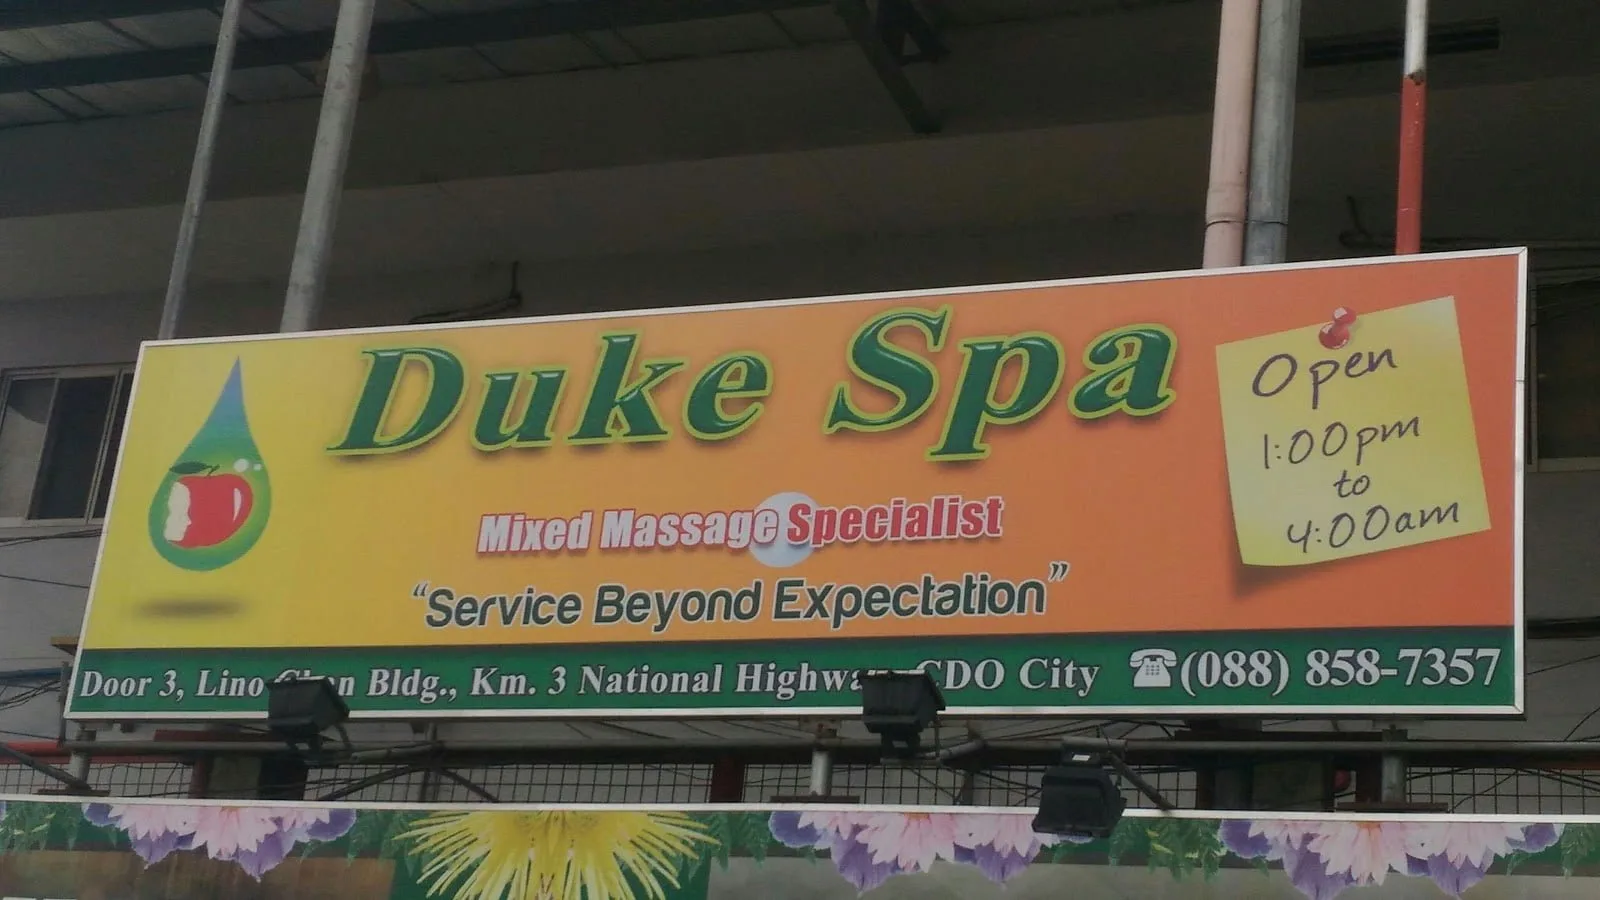 Duke Spa
Mixed Massage Specialist
"Service Beyond Expectation"
Open
1:00pm
to
4:00am
Door 3, Lino Bldg., Km. 3 National CDO City (088) 858-7357